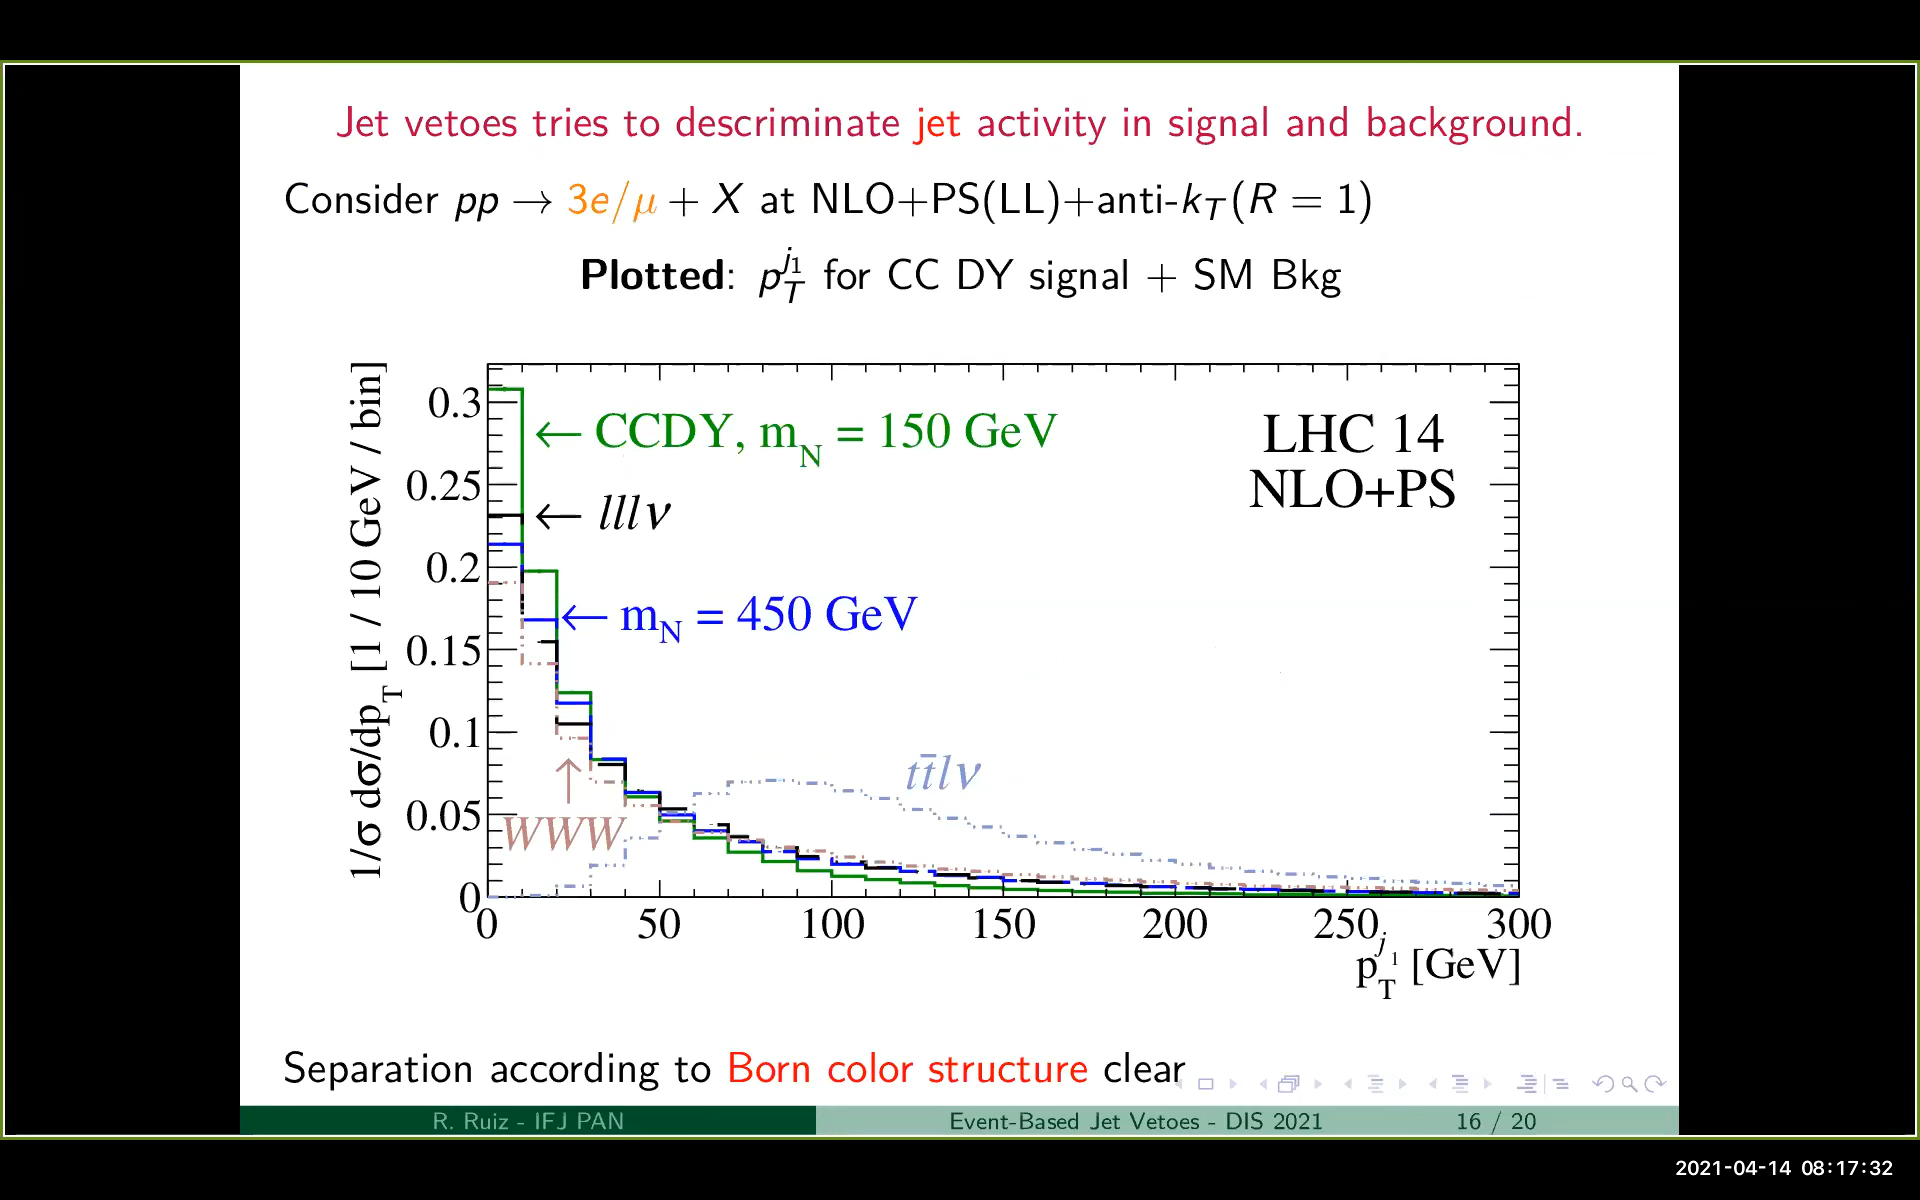 Jet vetoes tries to descriminate jet activity in signal and background.
Consider pp → 3e/μ + X at NLO+PS(LL)+anti-k_T(R = 1)
Plotted: p_T^{j_1} for CC DY signal + SM Bkg
1/σ dσ/dp_T [1 / 10 GeV / bin]
0.3
0.25
0.2
0.15
0.1
0.05
0
← CCDY, m_N = 150 GeV
LHC 14
NLO+PS
← lllν
← m_N = 450 GeV
tt̄lν
↑
WWW
0 50 100 150 200 250 300
p_T^{j_1} [GeV]
Separation according to Born color structure clear
R. Ruiz - IFJ PAN Event-Based Jet Vetoes - DIS 2021 16 / 20
2021-04-14 08:17:32